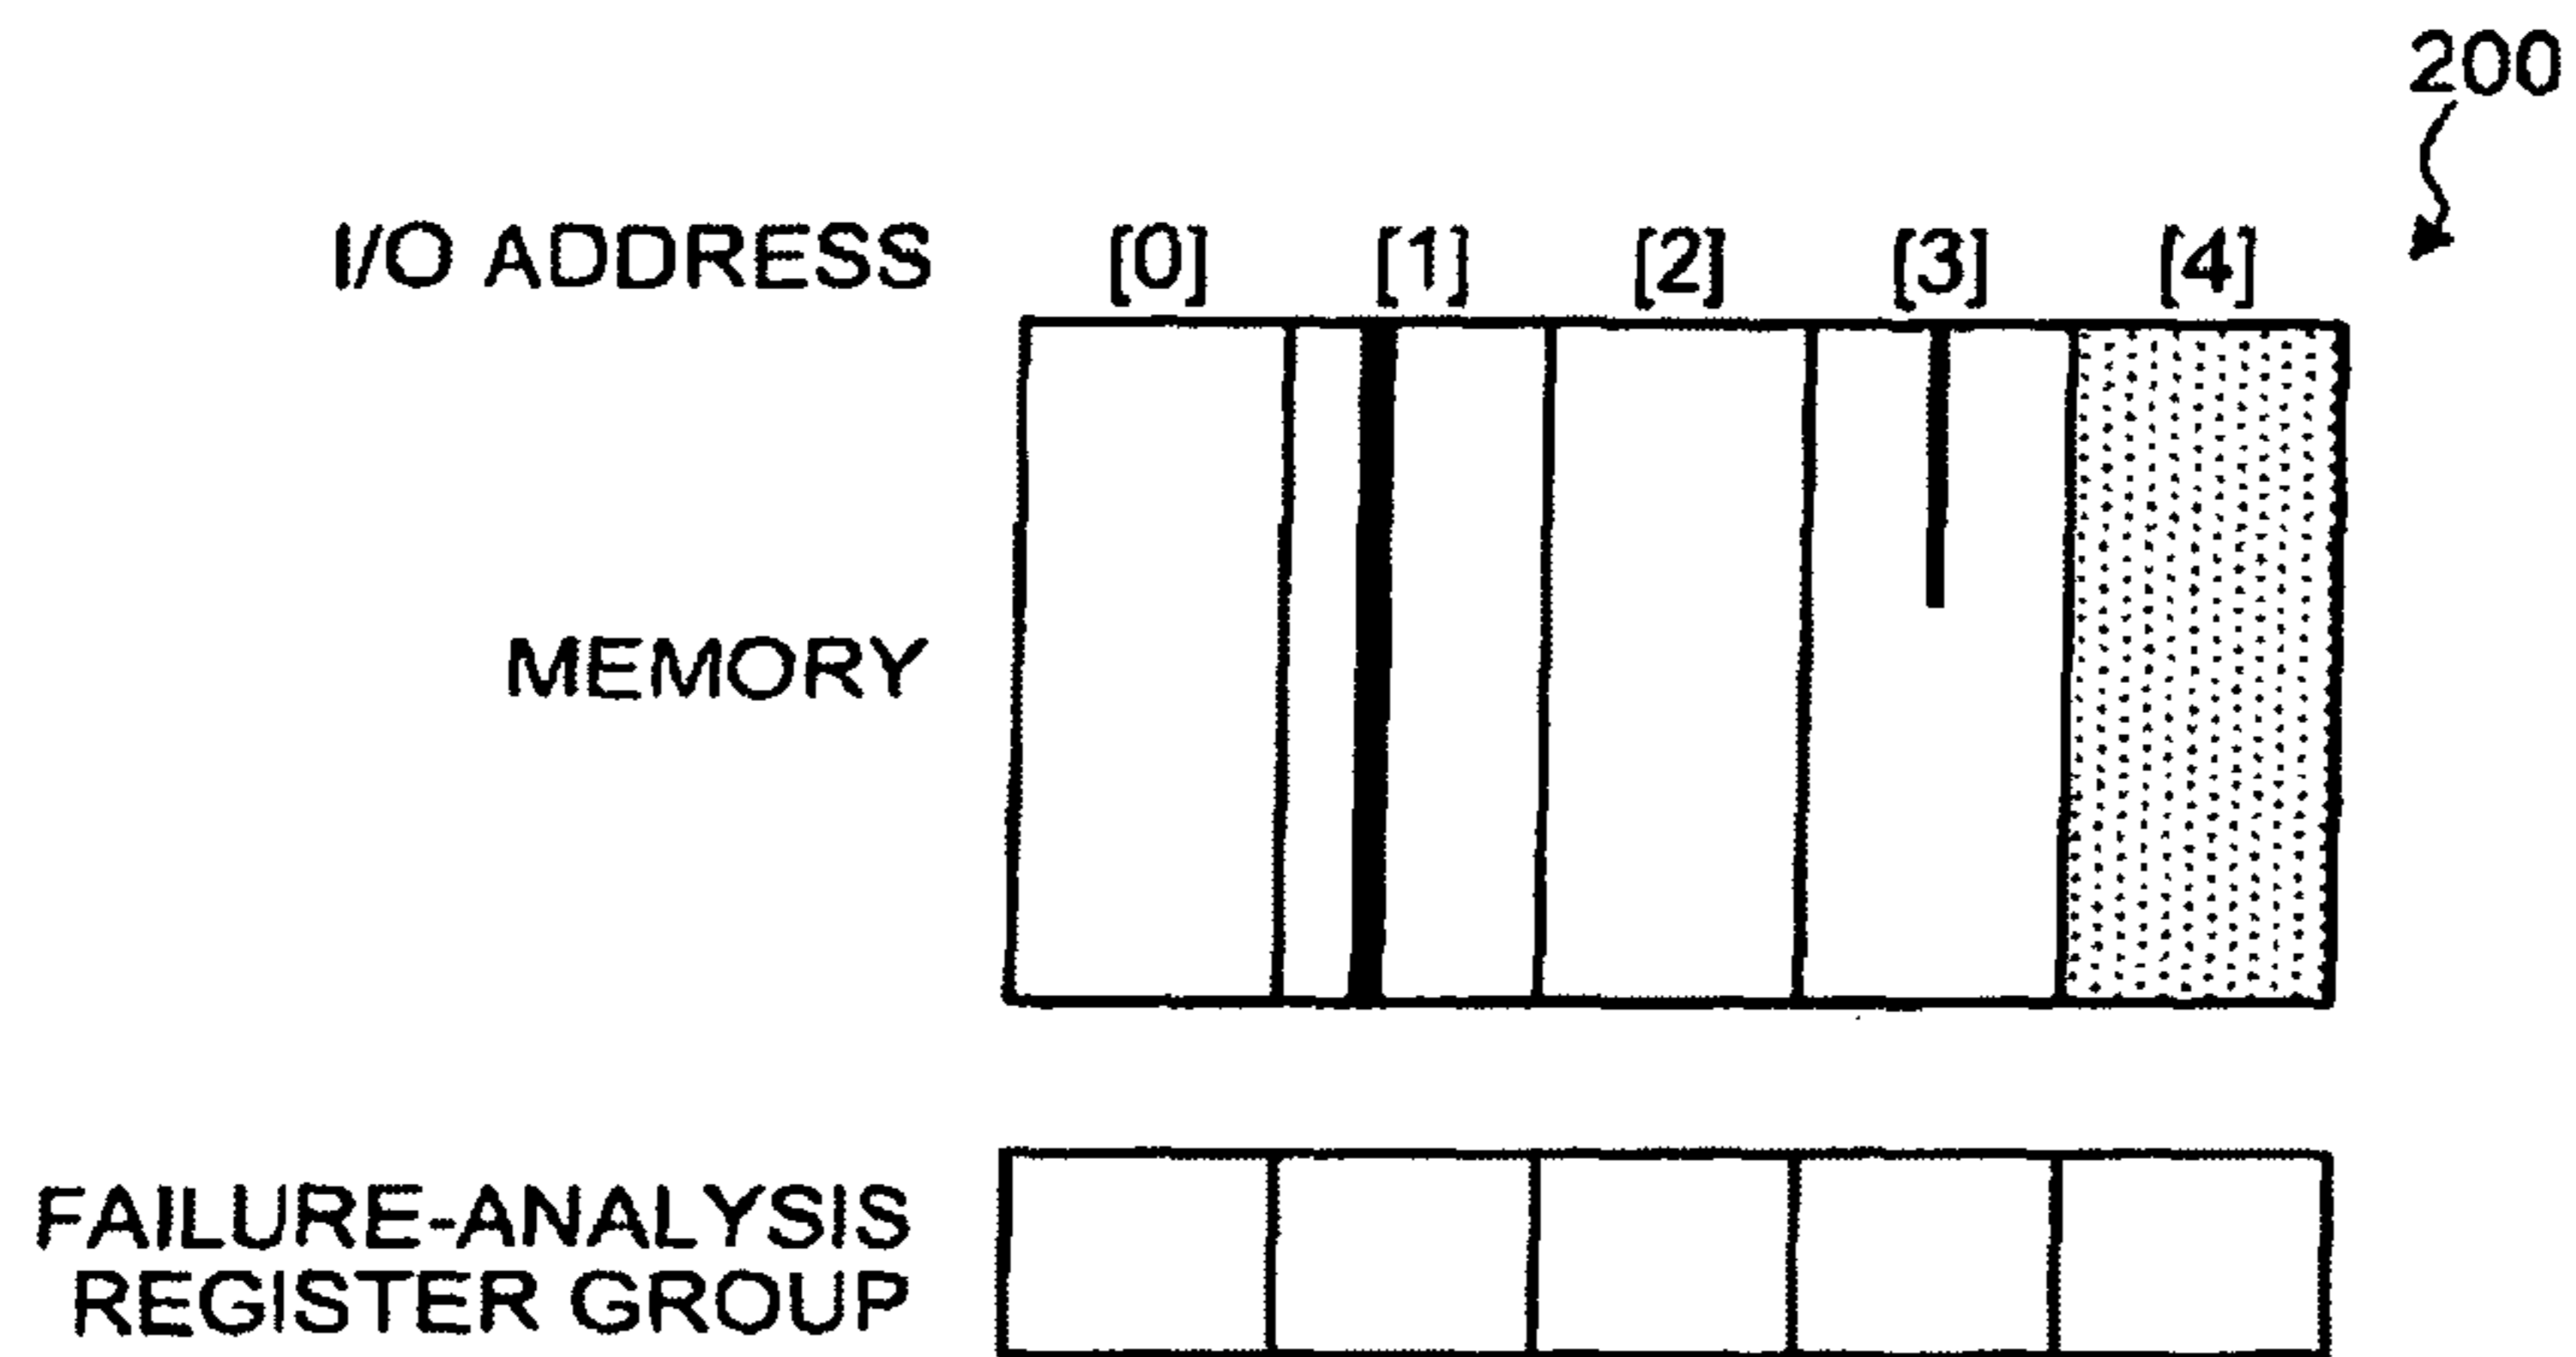 200
I/O ADDRESS [0] [1] [2] [3] [4]
MEMORY
FAILURE-ANALYSIS
REGISTER GROUP